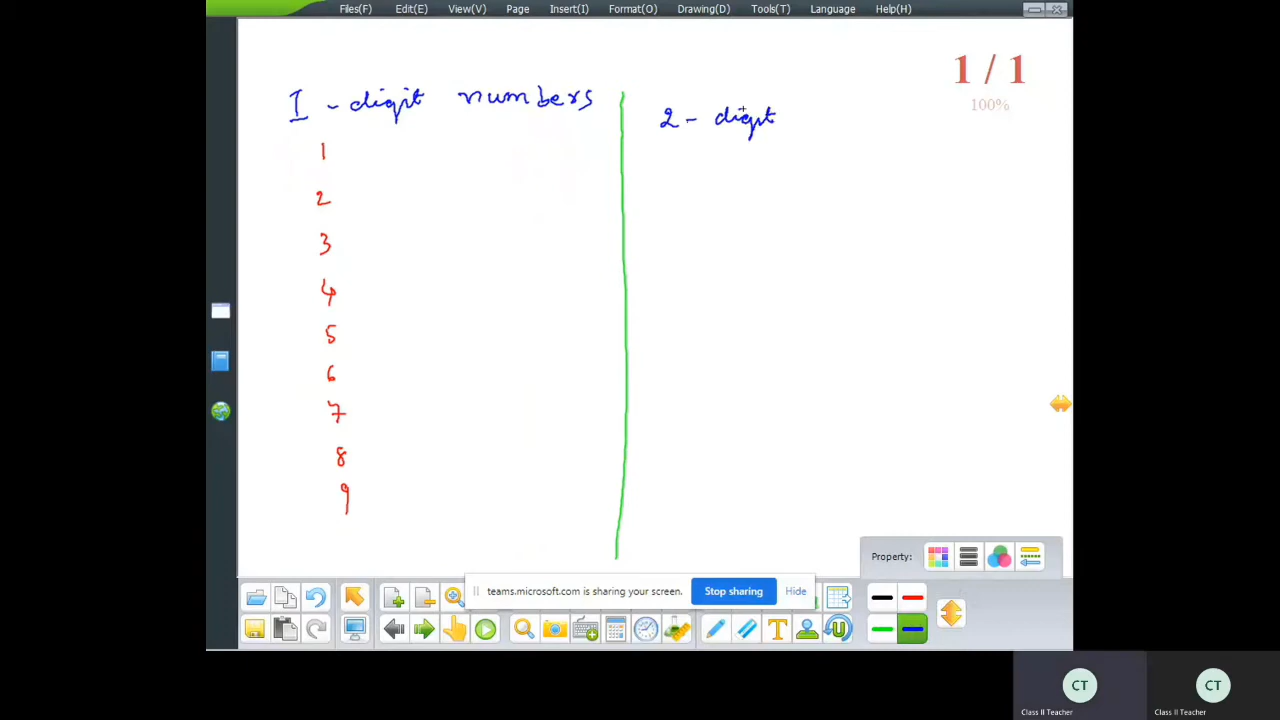 Files(F) Edit(E) View(V) Page Insert(I) Format(O) Drawing(D) Tools(T) Language Help(H)
1 / 1
100%
1 - digit numbers
1
2
3
4
5
6
7
8
9
2 - digit
Property:
teams.microsoft.com is sharing your screen. Stop sharing Hide
CT
Class II Teacher
CT
Class II Teacher